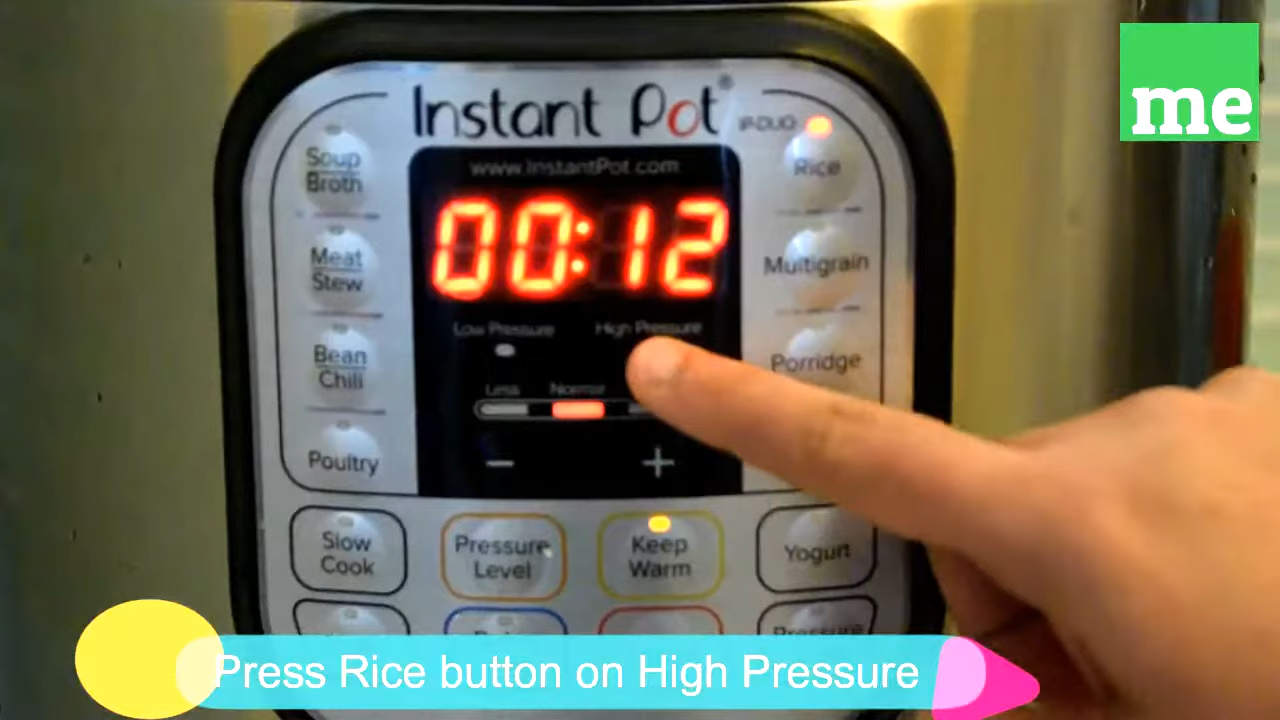 me
Instant Pot®
IP-DUO
www.InstantPot.com
Soup
Broth
Rice
00:12
Meat
Stew
Multigrain
Low Pressure High Pressure
Bean
Chili
Porridge
Less Normal
Poultry
− +
Slow
Cook
Pressure
Level
Keep
Warm
Yogurt
Pressure
Press Rice button on High Pressure